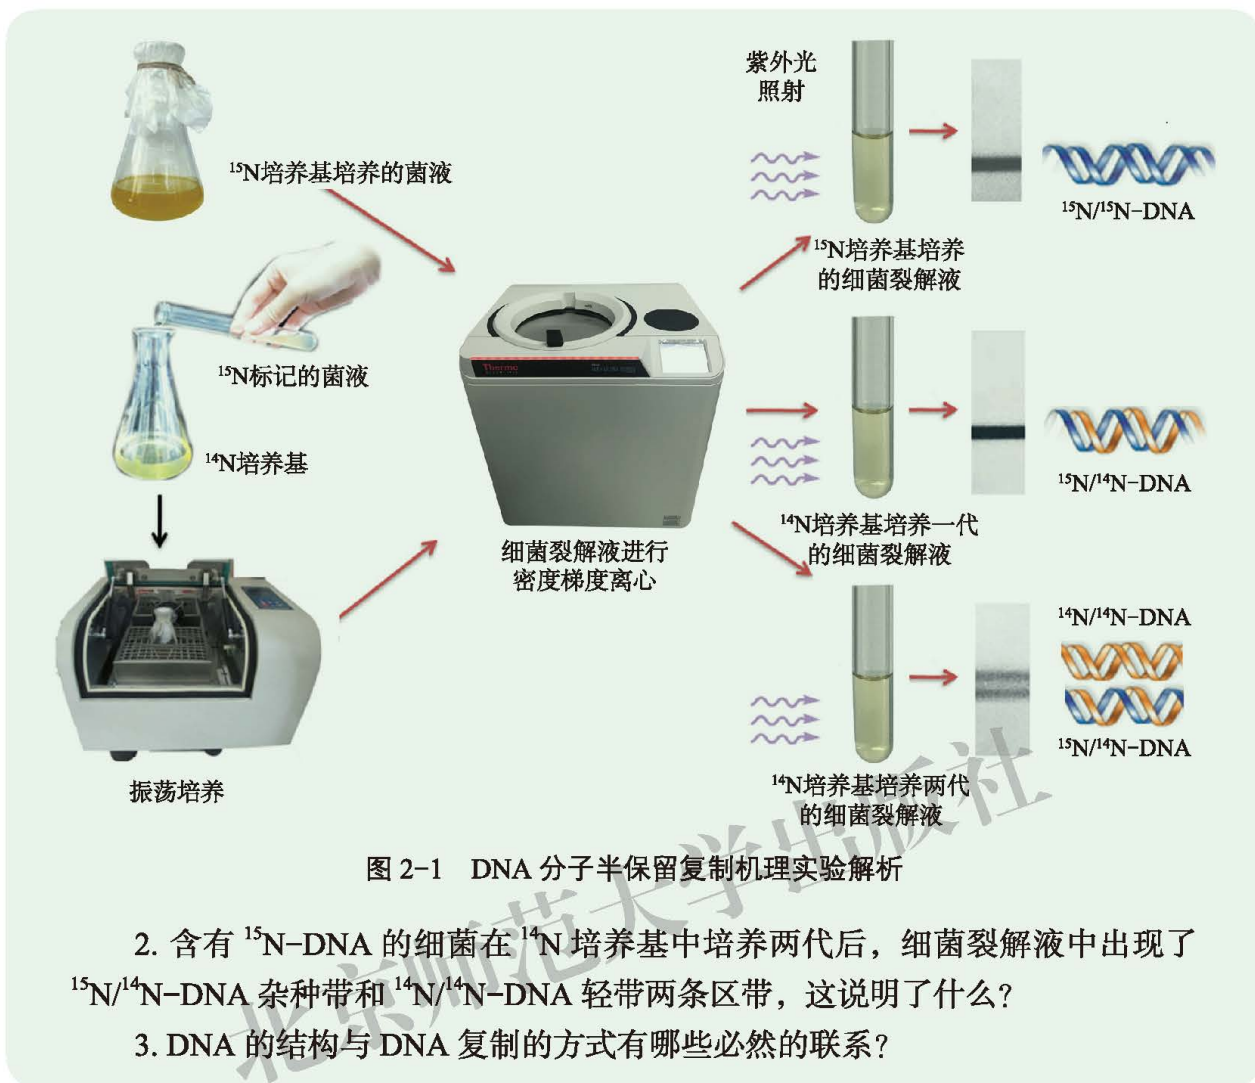 紫外光
照射
¹⁵N培养基培养的菌液
¹⁵N/¹⁵N-DNA
¹⁵N培养基培养
的细菌裂解液
¹⁵N标记的菌液
Thermo
¹⁴N培养基
¹⁵N/¹⁴N-DNA
¹⁴N培养基培养一代
的细菌裂解液
细菌裂解液进行
密度梯度离心
¹⁴N/¹⁴N-DNA
¹⁵N/¹⁴N-DNA
振荡培养
¹⁴N培养基培养两代
的细菌裂解液
图 2-1 DNA 分子半保留复制机理实验解析
2. 含有 ¹⁵N-DNA 的细菌在 ¹⁴N 培养基中培养两代后，细菌裂解液中出现了
¹⁵N/¹⁴N-DNA 杂种带和 ¹⁴N/¹⁴N-DNA 轻带两条区带，这说明了什么？
3. DNA 的结构与 DNA 复制的方式有哪些必然的联系？
北京师范大学出版社